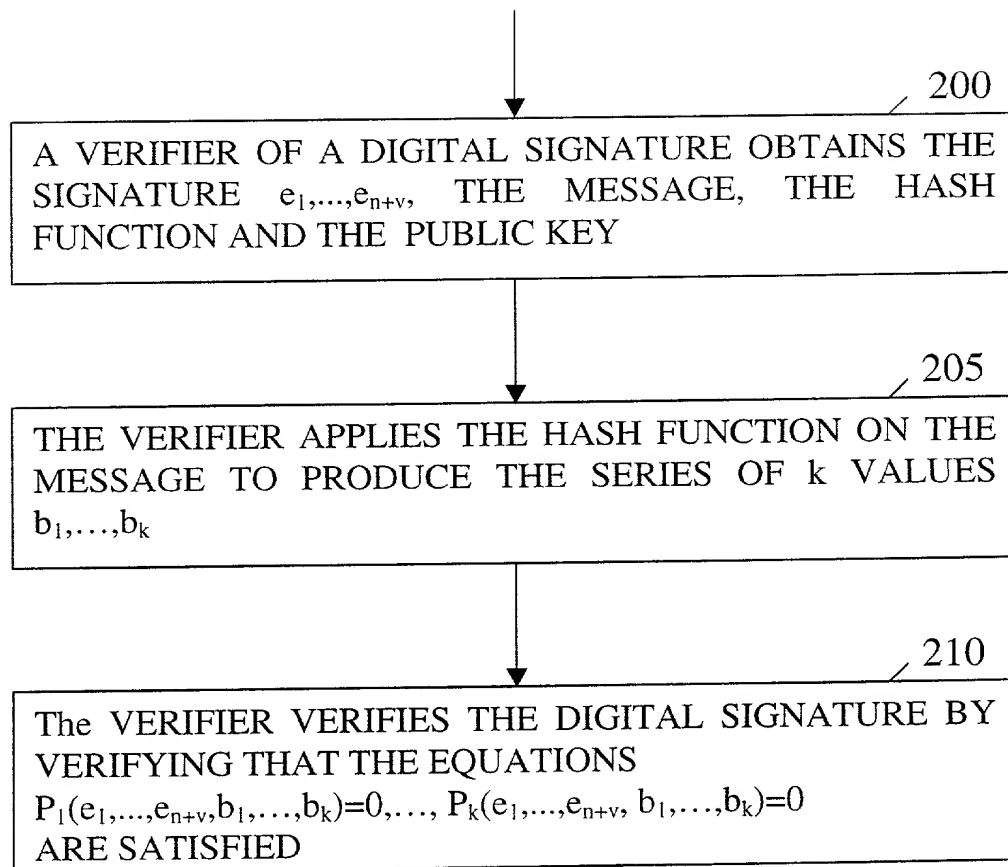 200
A VERIFIER OF A DIGITAL SIGNATURE OBTAINS THE
SIGNATURE e₁,...,eₙ₊ᵥ, THE MESSAGE, THE HASH
FUNCTION AND THE PUBLIC KEY
205
THE VERIFIER APPLIES THE HASH FUNCTION ON THE
MESSAGE TO PRODUCE THE SERIES OF k VALUES
b₁,...,bₖ
210
The VERIFIER VERIFIES THE DIGITAL SIGNATURE BY
VERIFYING THAT THE EQUATIONS
P₁(e₁,...,eₙ₊ᵥ,b₁,...,bₖ)=0,..., Pₖ(e₁,...,eₙ₊ᵥ, b₁,...,bₖ)=0
ARE SATISFIED